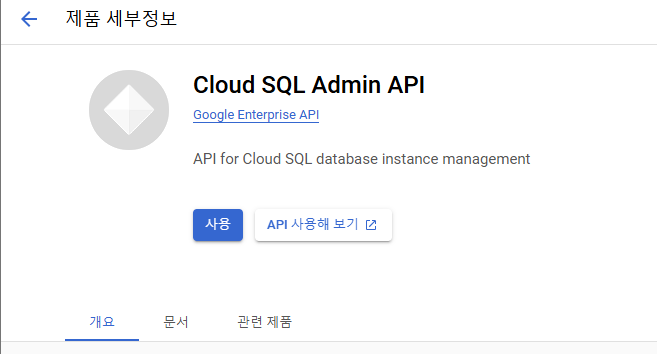 제품 세부정보
Cloud SQL Admin API
Google Enterprise API
API for Cloud SQL database instance management
사용 API 사용해 보기
개요 문서 관련 제품